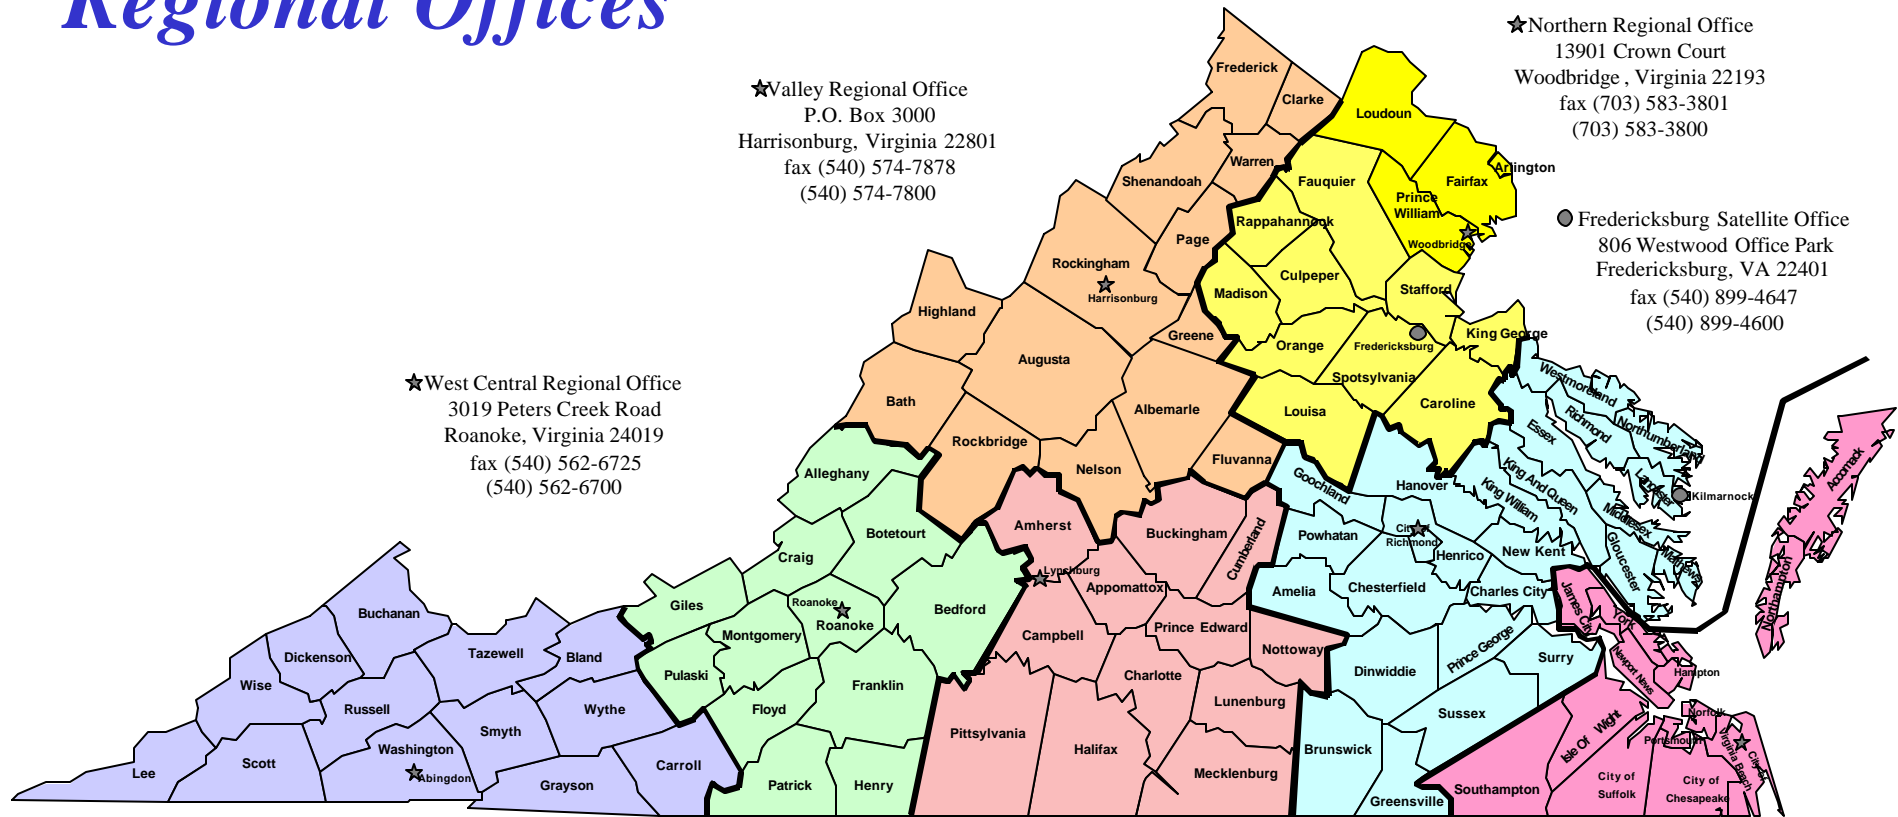 Regional Offices
Northern Regional Office
13901 Crown Court
Woodbridge , Virginia 22193
fax (703) 583-3801
(703) 583-3800
Valley Regional Office
P.O. Box 3000
Harrisonburg, Virginia 22801
fax (540) 574-7878
(540) 574-7800
Fredericksburg Satellite Office
806 Westwood Office Park
Fredericksburg, VA 22401
fax (540) 899-4647
(540) 899-4600
West Central Regional Office
3019 Peters Creek Road
Roanoke, Virginia 24019
fax (540) 562-6725
(540) 562-6700
Frederick
Clarke
Loudoun
Warren
Shenandoah
Fauquier
Fairfax
Arlington
Prince
William
Rappahannock
Page
Woodbridge
Rockingham
Harrisonburg
Culpeper
Madison
Stafford
Highland
Greene
Orange
Fredericksburg
King George
Augusta
Spotsylvania
Westmoreland
Bath
Albemarle
Louisa
Caroline
Richmond
Northumberland
Essex
Rockbridge
Nelson
Fluvanna
Alleghany
Goochland
Hanover
King And Queen
King William
Lancaster
Kilmarnock
Accomack
Middlesex
Botetourt
Amherst
Buckingham
Cumberland
Powhatan
City of
Richmond
Henrico
New Kent
Gloucester
Mathews
Craig
Lynchburg
Appomattox
Amelia
Chesterfield
Charles City
James
City
York
Northampton
Giles
Roanoke
Roanoke
Bedford
Buchanan
Montgomery
Campbell
Prince Edward
Nottoway
Prince George
Surry
Dickenson
Tazewell
Bland
Pulaski
Franklin
Charlotte
Dinwiddie
Newport News
Hampton
Wise
Russell
Wythe
Floyd
Lunenburg
Sussex
Norfolk
Smyth
Pittsylvania
Halifax
Brunswick
Isle Of Wight
Portsmouth
City of
Virginia Beach
Washington
Abingdon
Lee
Scott
Grayson
Carroll
Patrick
Henry
Mecklenburg
Greensville
Southampton
City of
Suffolk
City of
Chesapeake